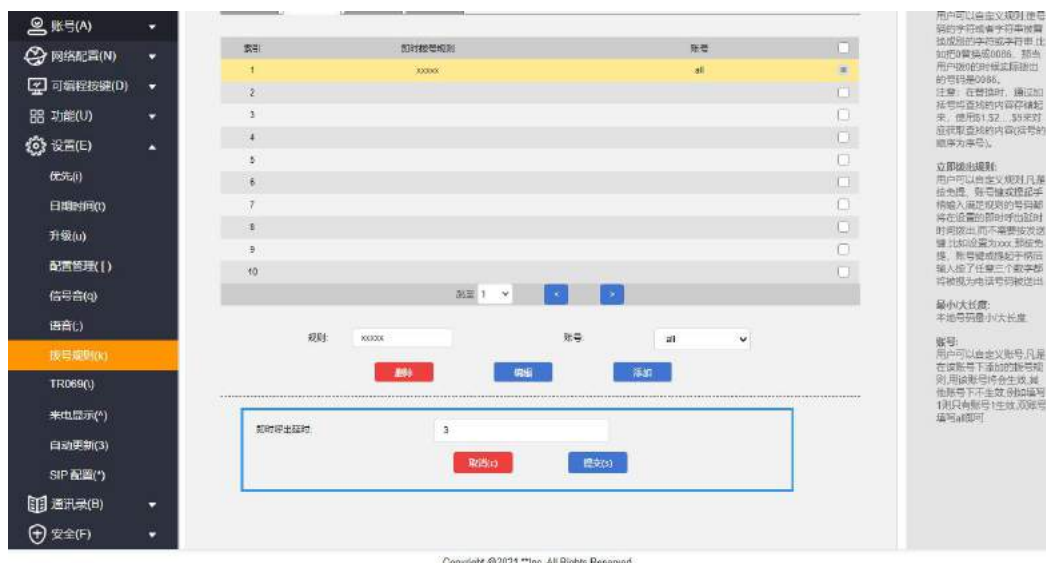 账号(A)
网络配置(N)
可编程按键(D)
功能(U)
设置(E)
优先(i)
日期时间(t)
升级(u)
配置管理([)
信号音(q)
语音(;)
拨号规则(k)
TR069(\)
来电显示(^)
自动更新(3)
SIP 配置(*)
通讯录(B)
安全(F)
索引 即时拨号规则 账号
1 xxxxx all
2
3
4
5
6
7
8
9
10
跳至 1 < >
规则: xxxxx 账号: all
删除 编辑 添加
即时呼出延时: 3
取消(c) 提交(s)
用户可以自定义规则,使号
码的字符或者字符串被替
换成别的字符或字符串,比
如把0替换成0086,那当
用户拨0的时候实际拨出
的号码是0086。
注意: 在替换时, 通过加
括号将查找的内容存储起
来, 使用$1,$2....$5来对
应获取查找的内容(括号的
顺序为序号)。
立即拨出规则:
用户可以自定义规则,凡是
按免提、账号键或提起手
柄输入满足规则的号码都
将在设置的即时呼出延时
时间拨出,而不需要按发送
键,比如设置为xxx,那按免
提、账号键或提起手柄后
输入按了任意三个数字都
将被视为电话号码被送出
最小/大长度:
本地号码最小/大长度
账号:
用户可以自定义账号,凡是
在该账号下添加的拨号规
则,用该账号将会生效,其
他账号下不生效,例如填写
1则只有账号1生效,双账号
填写all即可
Copyright @2021 **Inc. All Rights Reserved